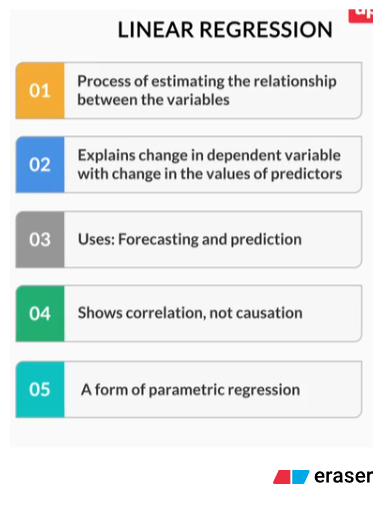 LINEAR REGRESSION
01
Process of estimating the relationship
between the variables
02
Explains change in dependent variable
with change in the values of predictors
03
Uses: Forecasting and prediction
04
Shows correlation, not causation
05
A form of parametric regression
eraser